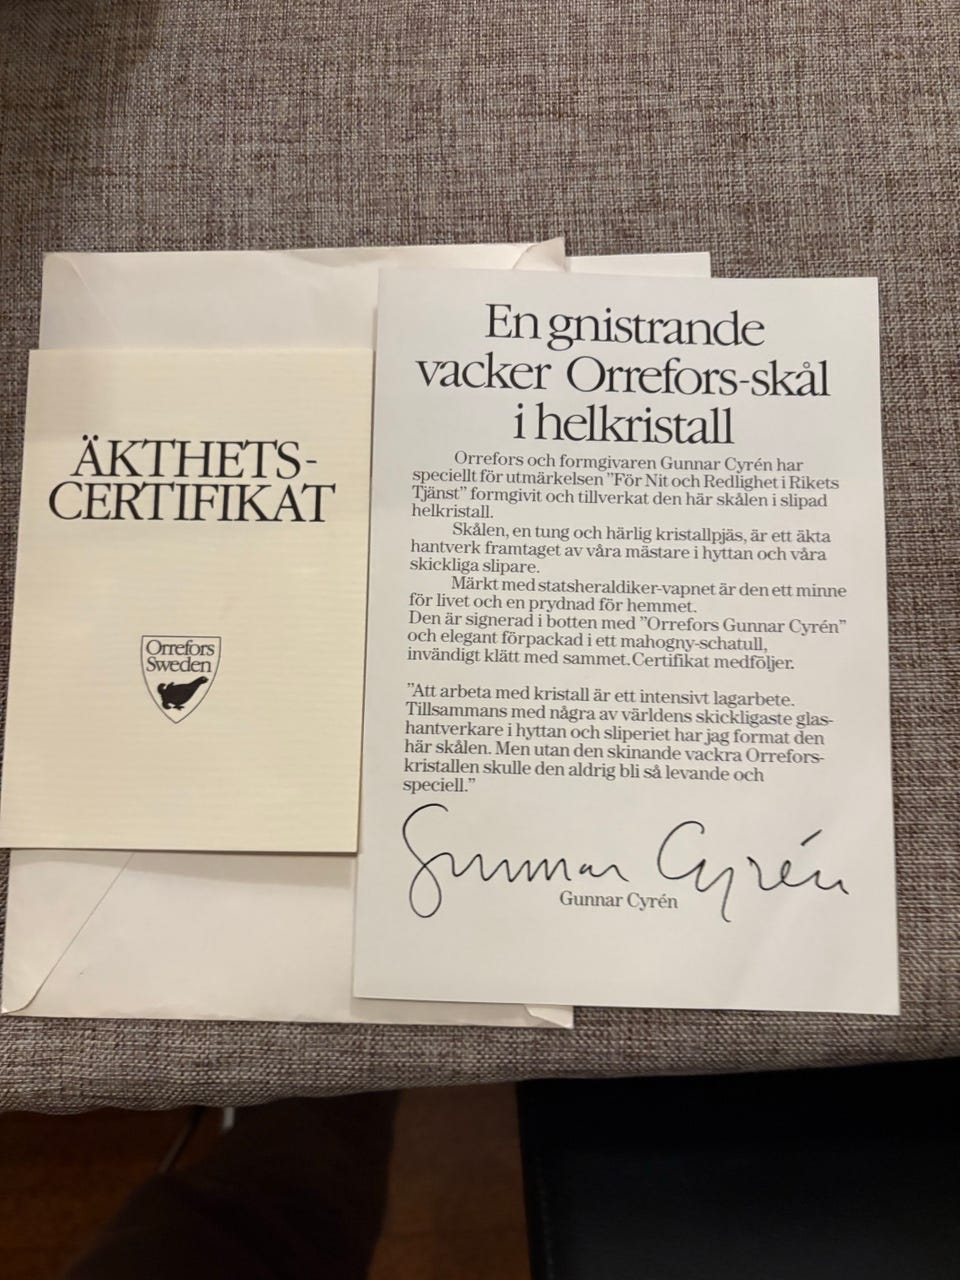 ÄKTHETS-
CERTIFIKAT
Orrefors
Sweden
En gnistrande
vacker Orrefors-skål
i helkristall
Orrefors och formgivaren Gunnar Cyrén har
speciellt för utmärkelsen ”För Nit och Redlighet i Rikets
Tjänst” formgivit och tillverkat den här skålen i slipad
helkristall.
Skålen, en tung och härlig kristallpjäs, är ett äkta
hantverk framtaget av våra mästare i hyttan och våra
skickliga slipare.
Märkt med statsheraldiker-vapnet är den ett minne
för livet och en prydnad för hemmet.
Den är signerad i botten med ”Orrefors Gunnar Cyrén”
och elegant förpackad i ett mahogny-schatull,
invändigt klätt med sammet. Certifikat medföljer.
”Att arbeta med kristall är ett intensivt lagarbete.
Tillsammans med några av världens skickligaste glas-
hantverkare i hyttan och sliperiet har jag format den
här skålen. Men utan den skinande vackra Orrefors-
kristallen skulle den aldrig bli så levande och
speciell.”
Gunnar Cyrén
Gunnar Cyrén